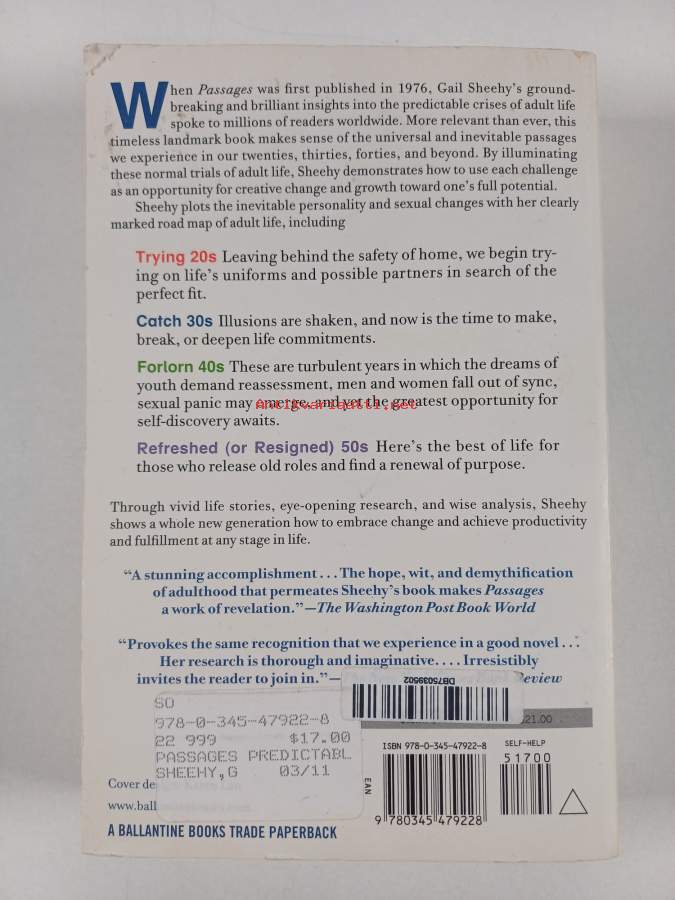 When Passages was first published in 1976, Gail Sheehy's ground-
breaking and brilliant insights into the predictable crises of adult life
spoke to millions of readers worldwide. More relevant than ever, this
timeless landmark book makes sense of the universal and inevitable passages
we experience in our twenties, thirties, forties, and beyond. By illuminating
these normal trials of adult life, Sheehy demonstrates how to use each challenge
as an opportunity for creative change and growth toward one's full potential.
Sheehy plots the inevitable personality and sexual changes with her clearly
marked road map of adult life, including
Trying 20s Leaving behind the safety of home, we begin try-
ing on life's uniforms and possible partners in search of the
perfect fit.
Catch 30s Illusions are shaken, and now is the time to make,
break, or deepen life commitments.
Forlorn 40s These are turbulent years in which the dreams of
youth demand reassessment, men and women fall out of sync,
sexual panic may emerge, and yet the greatest opportunity for
self-discovery awaits.
Antikvariaatti.net
Refreshed (or Resigned) 50s Here's the best of life for
those who release old roles and find a renewal of purpose.
Through vivid life stories, eye-opening research, and wise analysis, Sheehy
shows a whole new generation how to embrace change and achieve productivity
and fulfillment at any stage in life.
"A stunning accomplishment . . . The hope, wit, and demythification
of adulthood that permeates Sheehy's book makes Passages
a work of revelation."—The Washington Post Book World
"Provokes the same recognition that we experience in a good novel . . .
Her research is thorough and imaginative. . . . Irresistibly
invites the reader to join in."— Review
DB75039502
SO
978-0-345-47922-8
22 999 $17.00
PASSAGES PREDICTABL
SHEEHY,G 03/11
$21.00
ISBN 978-0-345-47922-8
SELF-HELP
51700
EAN
9 780345 479228
Cover de
www.ball
A BALLANTINE BOOKS TRADE PAPERBACK